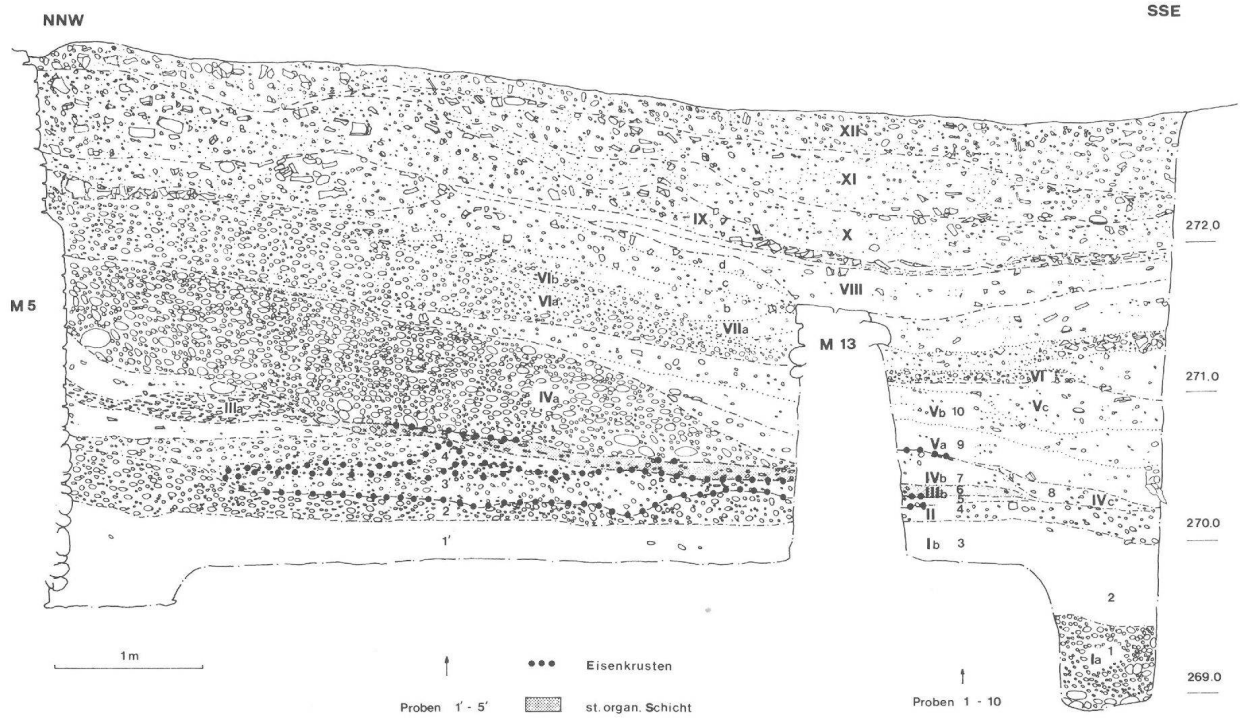 NNW
SSE
XII
XI
IX
X
272.0
d
c
VIII
VIb
VIa
b
VIIa
M 5
M 13
VI
271.0
IIIa
IVa
Vb 10
Vc
Va 9
4'
3'
IVb 7
IIIb 6
8
5
IVc
II 4
2'
270.0
1'
Ib 3
2
1
Ia
1 m
Eisenkrusten
269.0
Proben 1' - 5'
st. organ. Schicht
Proben 1 - 10